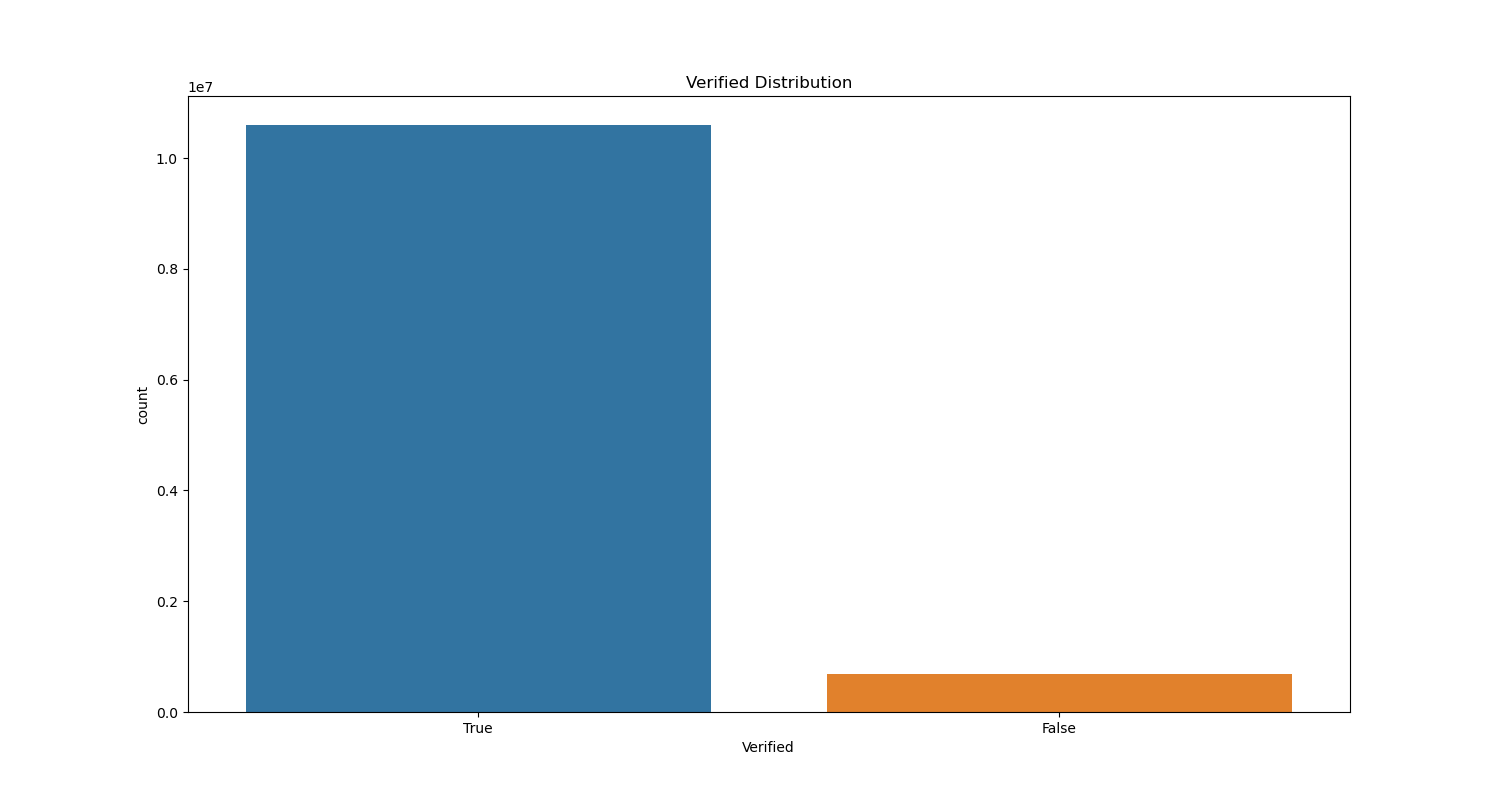 Verified Distribution
1e7
1.0
0.8
0.6
0.4
0.2
0.0
count
True
False
Verified